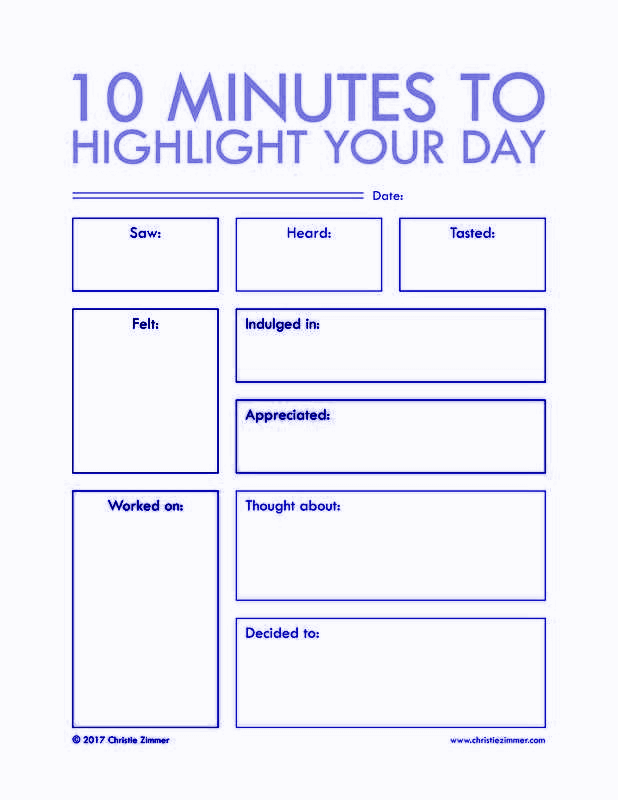 10 MINUTES TO
HIGHLIGHT YOUR DAY
Date:
Saw:
Heard:
Tasted:
Felt:
Indulged in:
Appreciated:
Worked on:
Thought about:
Decided to:
© 2017 Christie Zimmer
www.christiezimmer.com